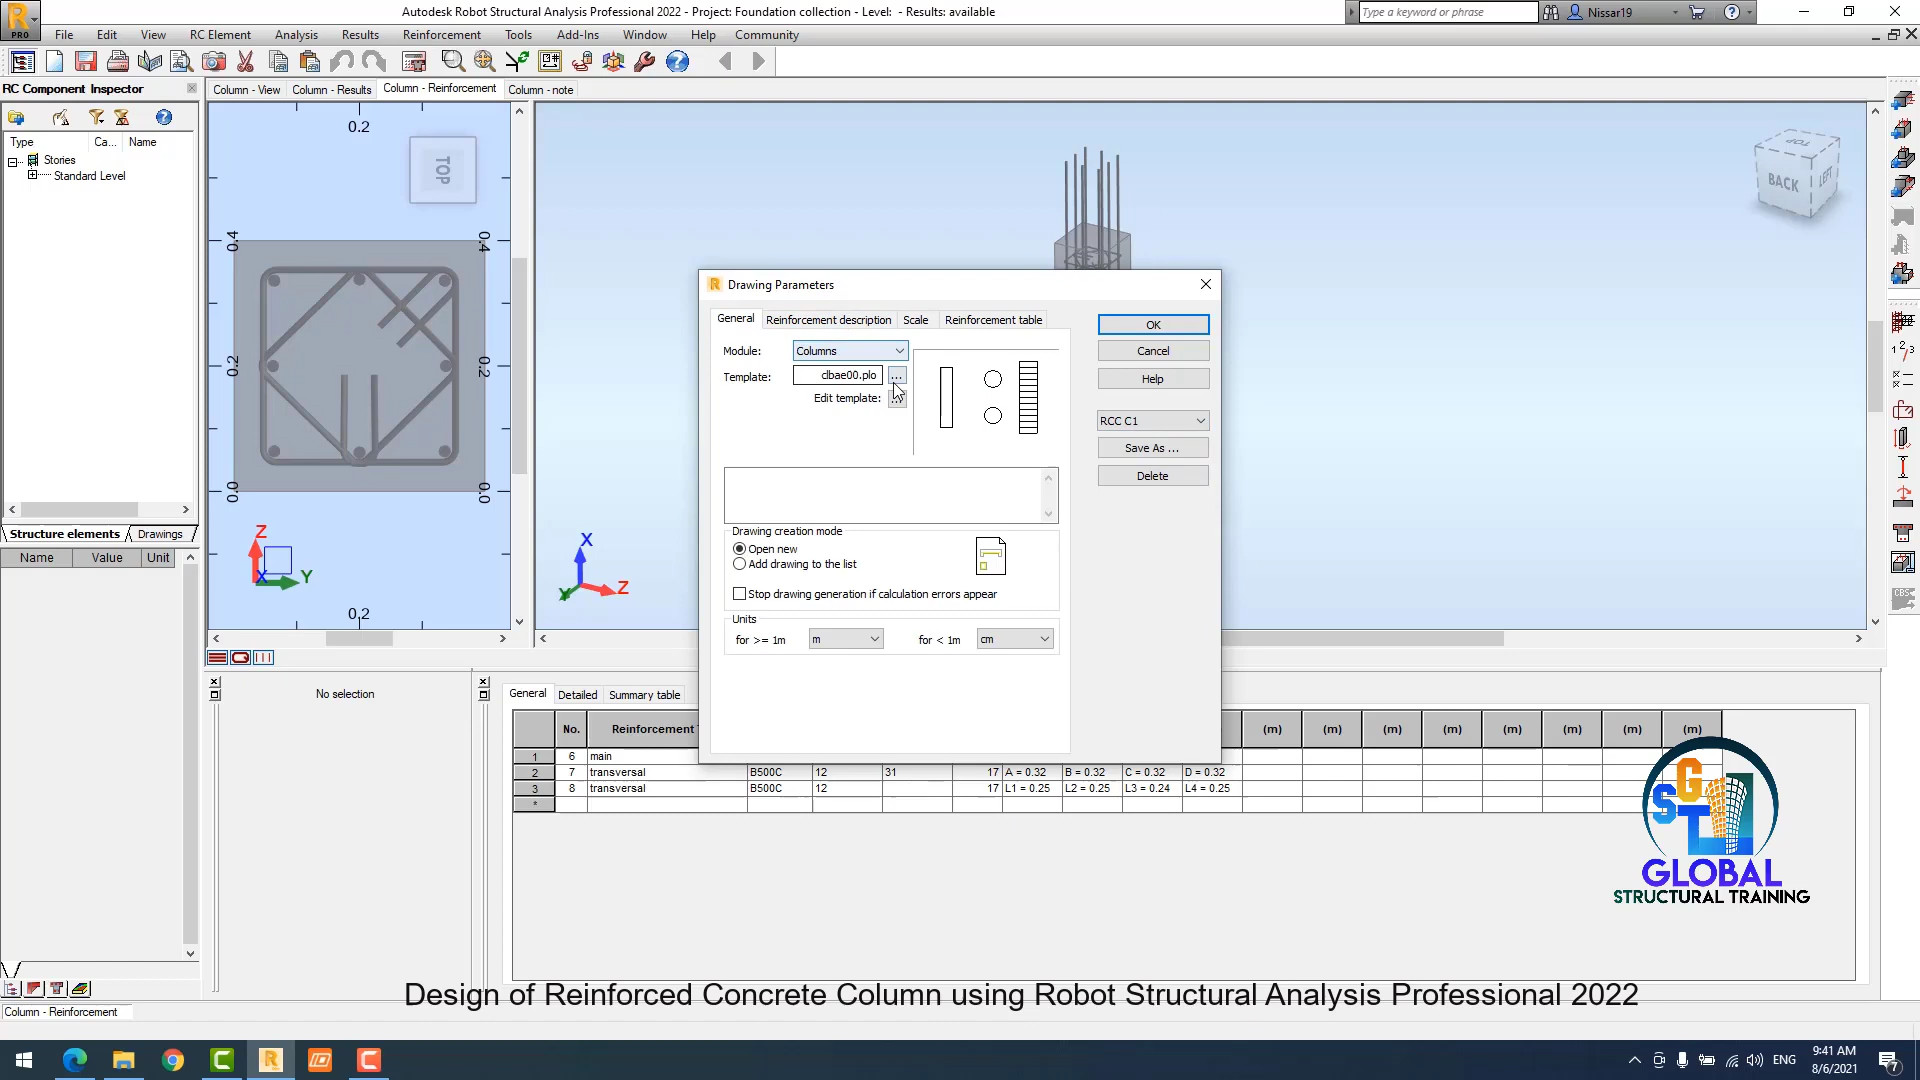 Autodesk Robot Structural Analysis Professional 2022 - Project: Foundation collection - Level:  - Results: available
Type a keyword or phrase
Nissar19
PRO
File Edit View RC Element Analysis Results Reinforcement Tools Add-Ins Window Help Community
RC Component Inspector
Column - View Column - Results Column - Reinforcement Column - note
Type Ca... Name
Stories
Standard Level
Structure elements Drawings
Name Value Unit
0.2
TOP
0.4 0.4
0.2 0.2
0.0 0.0
Z
X Y
0.2
X
Y Z
BACK LEFT
Drawing Parameters
General Reinforcement description Scale Reinforcement table
Module: Columns
Template: clbae00.plo ...
Edit template: ...
OK
Cancel
Help
RCC C1
Save As ...
Delete
Drawing creation mode
Open new
Add drawing to the list
Stop drawing generation if calculation errors appear
Units
for >= 1m m for < 1m cm
No selection
General Detailed Summary table
No. Reinforcement (m) (m) (m) (m) (m) (m) (m) (m)
1 6 main
2 7 transversal B500C 12 31 17 A = 0.32 B = 0.32 C = 0.32 D = 0.32
3 8 transversal B500C 12 17 L1 = 0.25 L2 = 0.25 L3 = 0.24 L4 = 0.25
*
CBS
SGT
GLOBAL
STRUCTURAL TRAINING
Design of Reinforced Concrete Column using Robot Structural Analysis Professional 2022
Column - Reinforcement
ENG
9:41 AM
8/6/2021
7